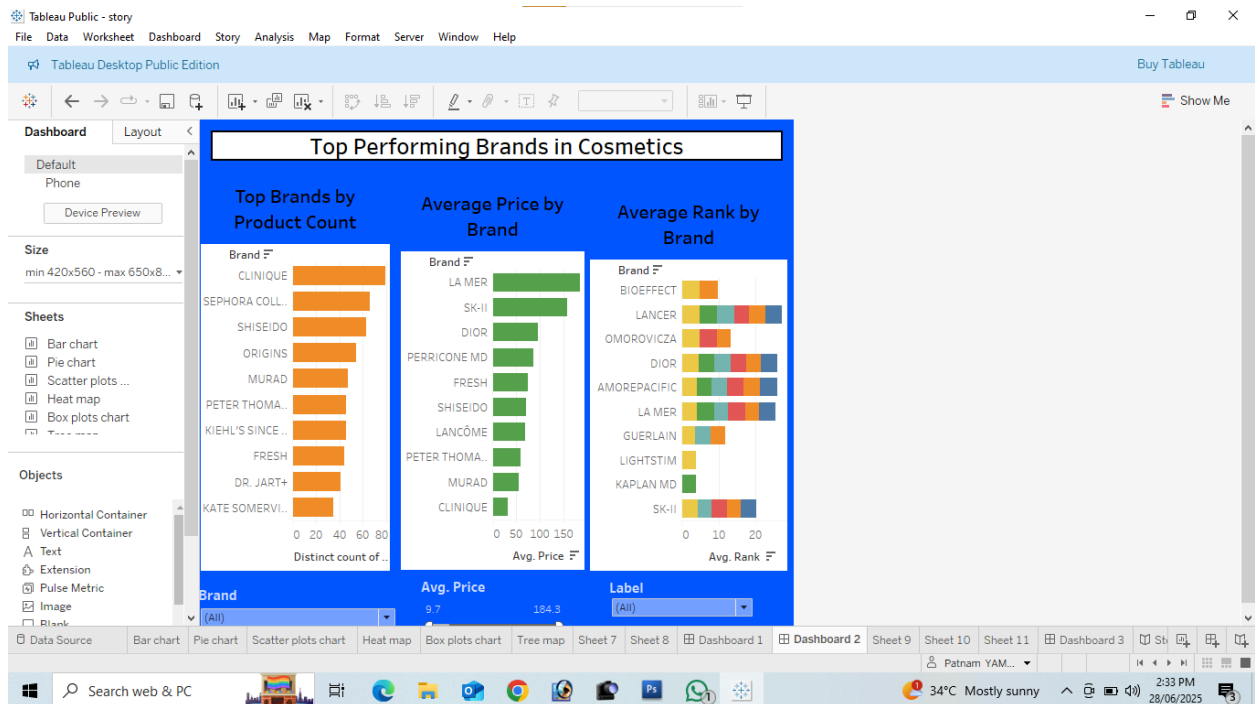 Tableau Public - story
File Data Worksheet Dashboard Story Analysis Map Format Server Window Help
Tableau Desktop Public Edition
Buy Tableau
Show Me
Dashboard Layout
Default
Phone
Device Preview
Size
min 420x560 - max 650x8...
Sheets
Bar chart
Pie chart
Scatter plots ...
Heat map
Box plots chart
Tree map
Objects
Horizontal Container
Vertical Container
A Text
Extension
Pulse Metric
Image
Blank
Top Performing Brands in Cosmetics
Top Brands by
Product Count
Brand
CLINIQUE
SEPHORA COLL..
SHISEIDO
ORIGINS
MURAD
PETER THOMA..
KIEHL'S SINCE ..
FRESH
DR. JART+
KATE SOMERVI..
0 20 40 60 80
Distinct count of ..
Average Price by
Brand
Brand
LA MER
SK-II
DIOR
PERRICONE MD
FRESH
SHISEIDO
LANCÔME
PETER THOMA..
MURAD
CLINIQUE
0 50 100 150
Avg. Price
Average Rank by
Brand
Brand
BIOEFFECT
LANCER
OMOROVICZA
DIOR
AMOREPACIFIC
LA MER
GUERLAIN
LIGHTSTIM
KAPLAN MD
SK-II
0 10 20
Avg. Rank
Brand
(All)
Avg. Price
9.7 184.3
Label
(All)
Data Source Bar chart Pie chart Scatter plots chart Heat map Box plots chart Tree map Sheet 7 Sheet 8 Dashboard 1 Dashboard 2 Sheet 9 Sheet 10 Sheet 11 Dashboard 3 St
Patnam YAM...
Search web & PC
Ps
1
34°C Mostly sunny
2:33 PM
28/06/2025
3